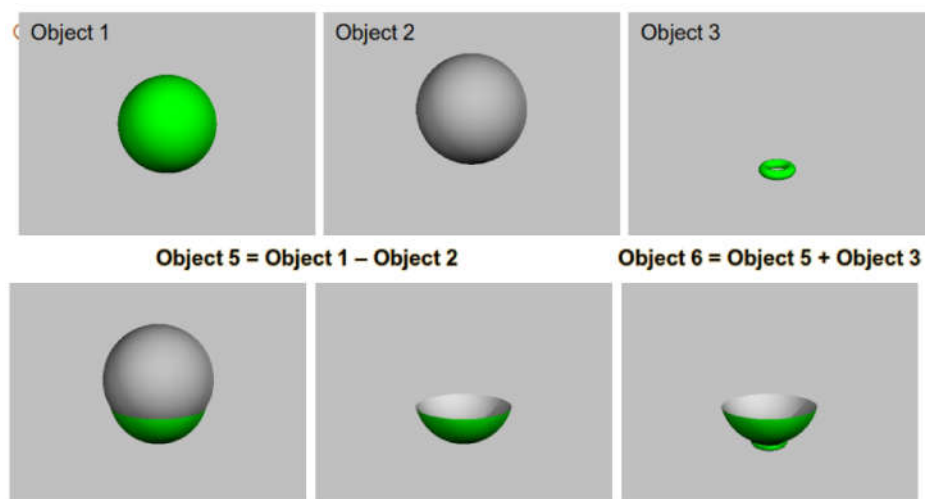 Object 1
Object 2
Object 3
Object 5 = Object 1 – Object 2
Object 6 = Object 5 + Object 3